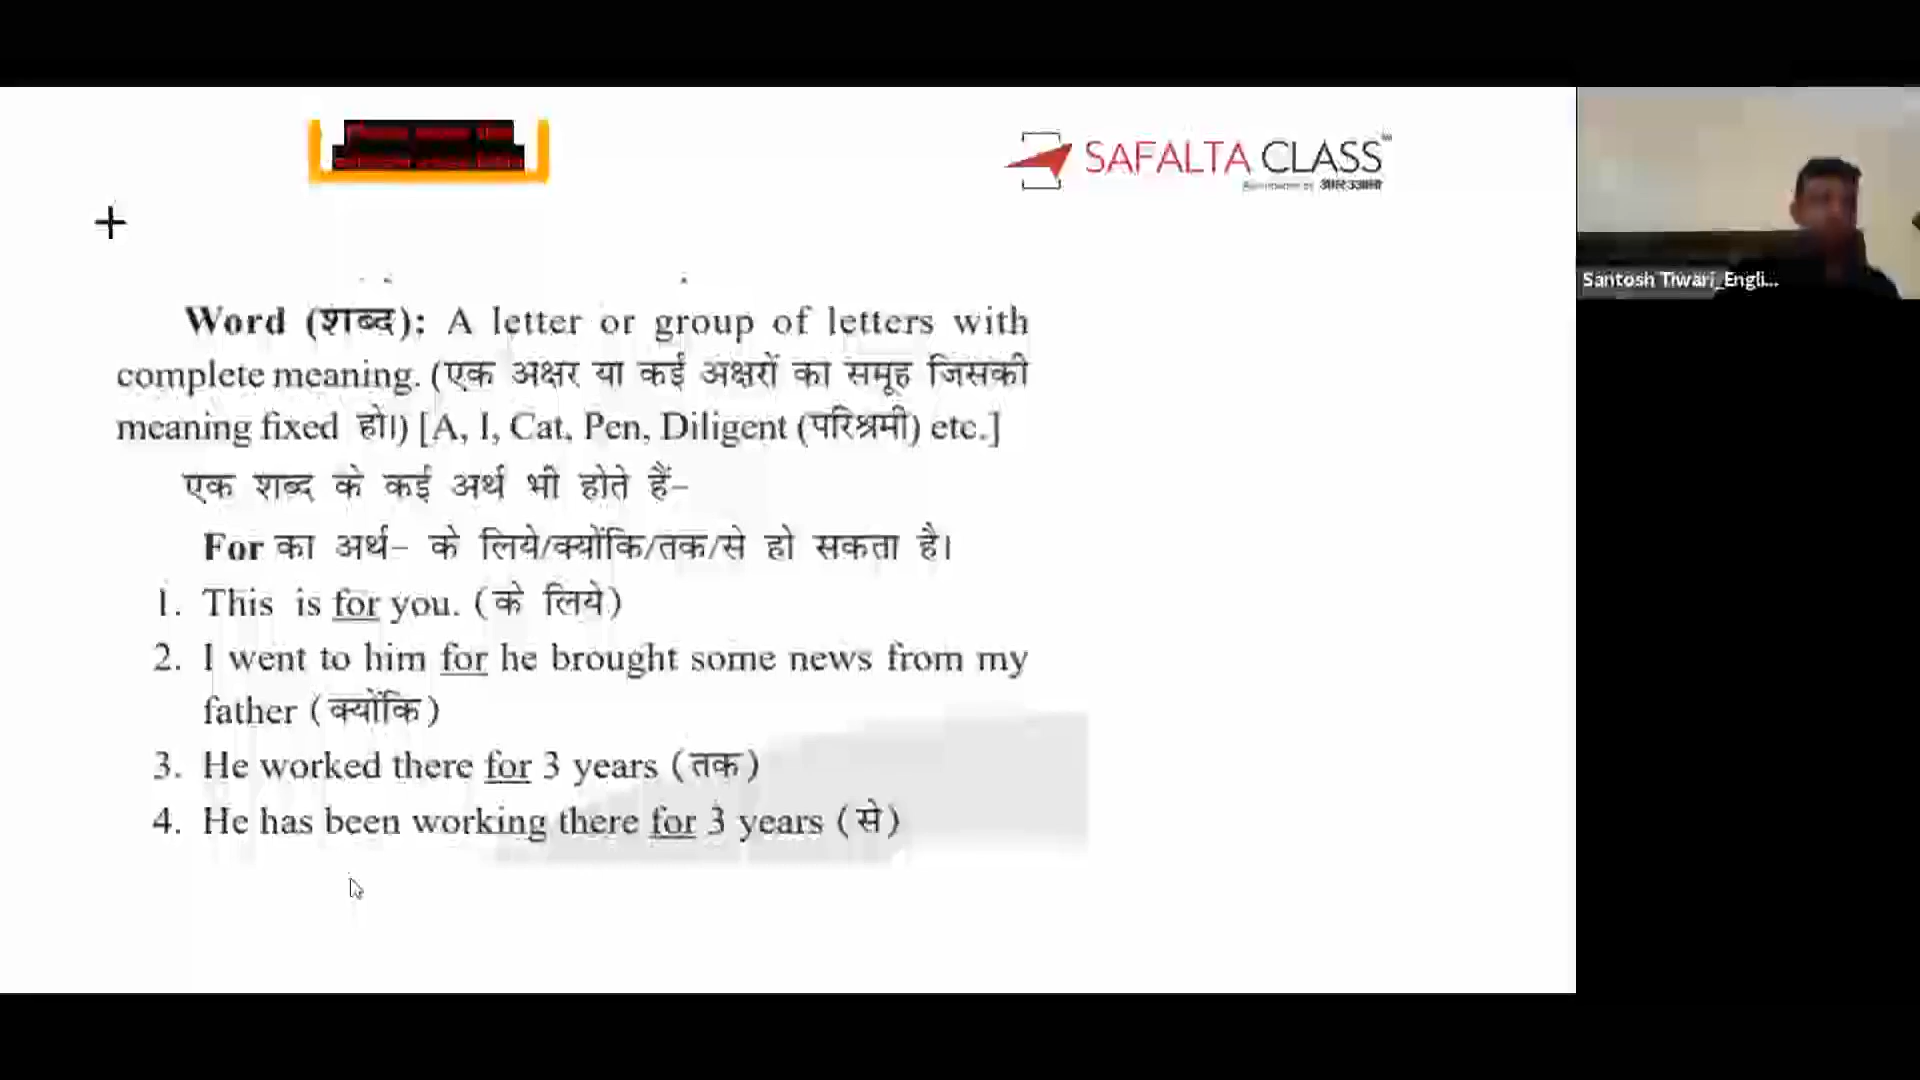 SAFALTA CLASS
अमर उजाला
Santosh Tiwari_Engli...
Word (शब्द): A letter or group of letters with
complete meaning. (एक अक्षर या कई अक्षरों का समूह जिसकी
meaning fixed हो।) [A, I, Cat, Pen, Diligent (परिश्रमी) etc.]
एक शब्द के कई अर्थ भी होते हैं-
For का अर्थ- के लिये/क्योंकि/तक/से हो सकता है।
1. This is for you. (के लिये)
2. I went to him for he brought some news from my
father (क्योंकि)
3. He worked there for 3 years (तक)
4. He has been working there for 3 years (से)